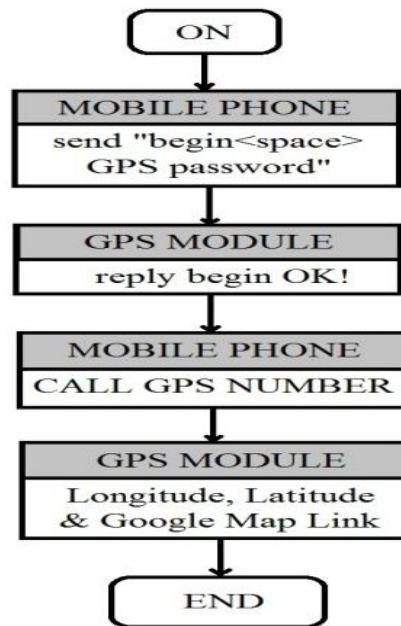 ON
MOBILE PHONE
send "begin<space>
GPS password"
GPS MODULE
reply begin OK!
MOBILE PHONE
CALL GPS NUMBER
GPS MODULE
Longitude, Latitude
& Google Map Link
END